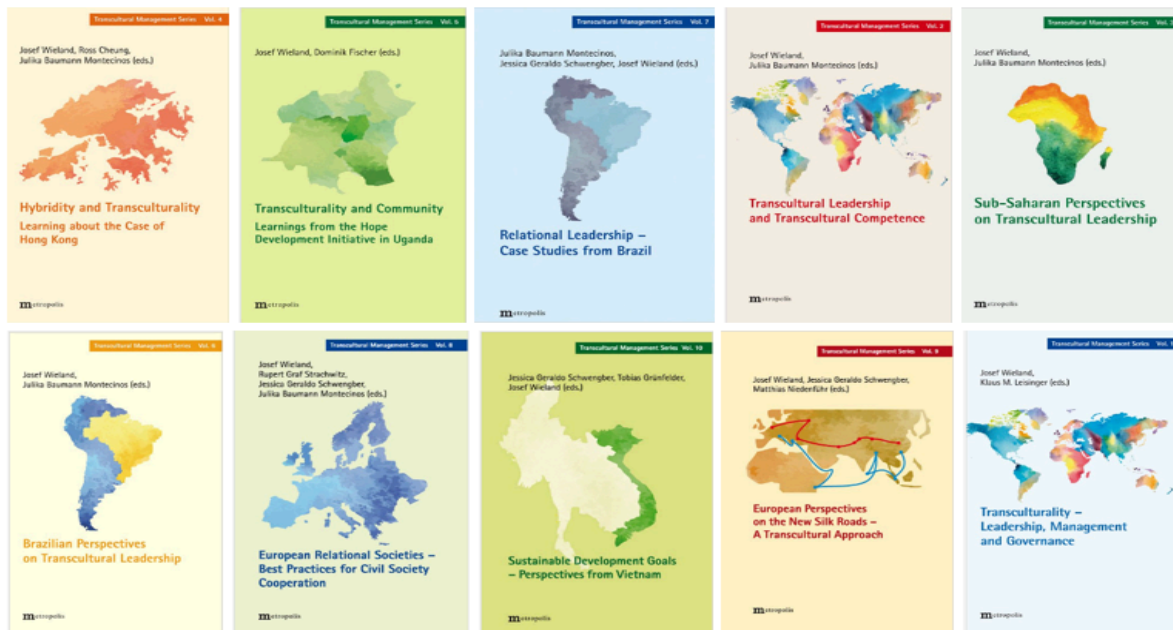 Transcultural Management Series Vol. 4
Josef Wieland, Ross Cheung,
Julika Baumann Montecinos (eds.)
Hybridity and Transculturality
Learning about the Case of
Hong Kong
metropolis
Transcultural Management Series Vol. 5
Josef Wieland, Dominik Fischer (eds.)
Transculturality and Community
Learnings from the Hope
Development Initiative in Uganda
metropolis
Transcultural Management Series Vol. 7
Julika Baumann Montecinos,
Jessica Geraldo Schwengber, Josef Wieland (eds.)
Relational Leadership –
Case Studies from Brazil
metropolis
Transcultural Management Series Vol. 2
Josef Wieland,
Julika Baumann Montecinos (eds.)
Transcultural Leadership
and Transcultural Competence
metropolis
Transcultural Management Series Vol.
Josef Wieland,
Julika Baumann Montecinos (eds.)
Sub-Saharan Perspectives
on Transcultural Leadership
metropolis
Transcultural Management Series Vol. 6
Josef Wieland,
Julika Baumann Montecinos (eds.)
Brazilian Perspectives
on Transcultural Leadership
metropolis
Transcultural Management Series Vol. 8
Josef Wieland,
Rupert Graf Strachwitz,
Jessica Geraldo Schwengber,
Julika Baumann Montecinos (eds.)
European Relational Societies –
Best Practices for Civil Society
Cooperation
metropolis
Transcultural Management Series Vol. 10
Jessica Geraldo Schwengber, Tobias Grünfelder,
Josef Wieland (eds.)
Sustainable Development Goals
– Perspectives from Vietnam
metropolis
Transcultural Management Series Vol. 9
Josef Wieland, Jessica Geraldo Schwengber,
Matthias Niedenführ (eds.)
European Perspectives
on the New Silk Roads –
A Transcultural Approach
metropolis
Transcultural Management Series Vol. 1
Josef Wieland,
Klaus M. Leisinger (eds.)
Transculturality –
Leadership, Management
and Governance
metropolis